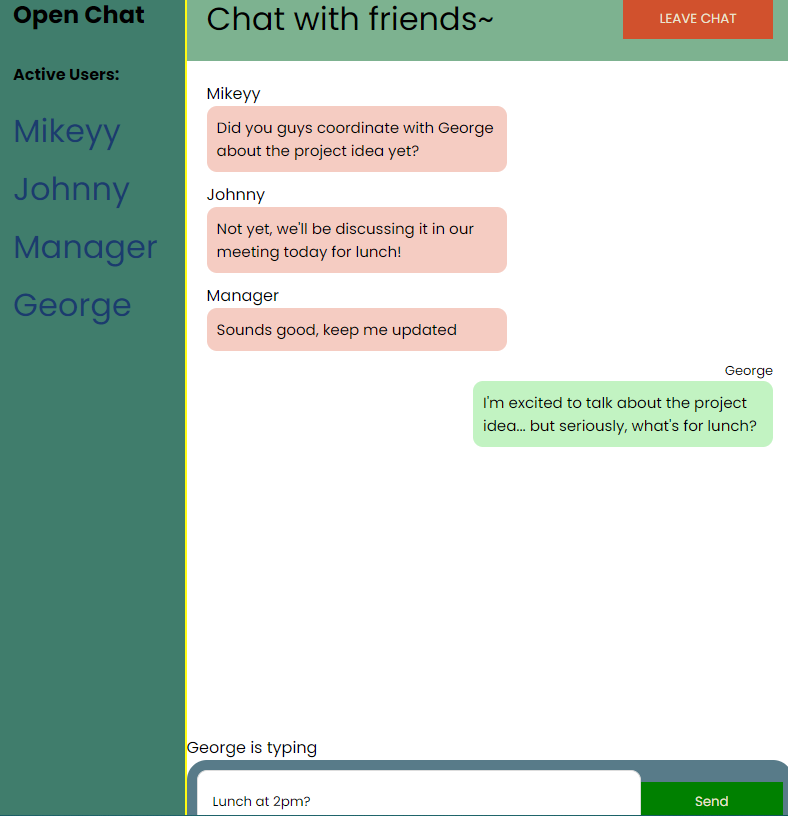 Open Chat
Active Users:
Mikeyy
Johnny
Manager
George
Chat with friends~
LEAVE CHAT
Mikeyy
Did you guys coordinate with George
about the project idea yet?
Johnny
Not yet, we'll be discussing it in our
meeting today for lunch!
Manager
Sounds good, keep me updated
George
I'm excited to talk about the project
idea... but seriously, what's for lunch?
George is typing
Lunch at 2pm?
Send